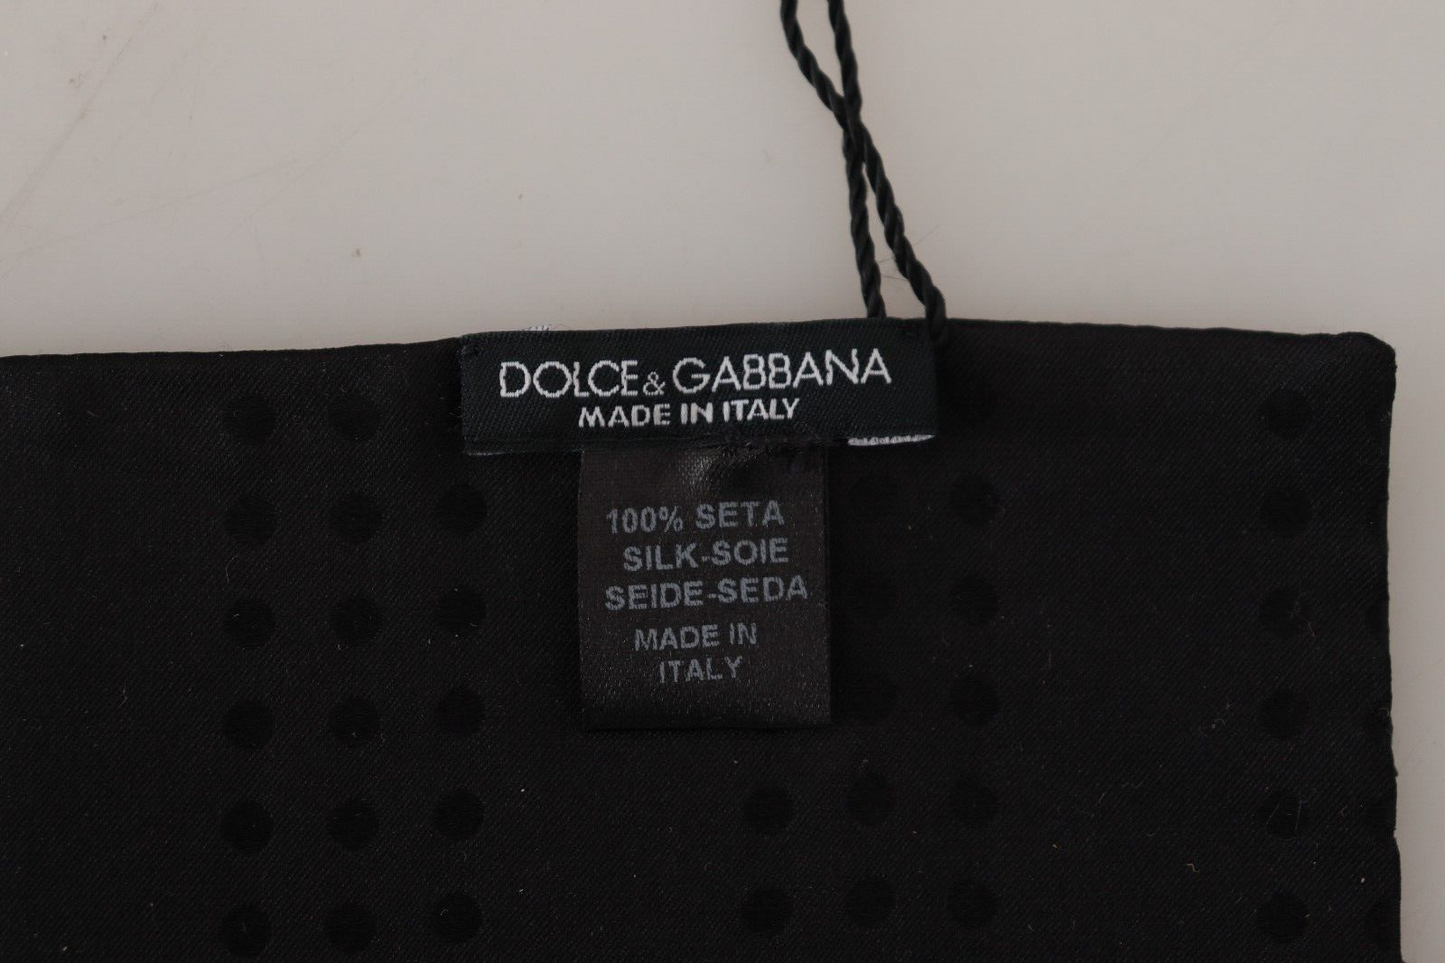 DOLCE & GABBANA
MADE IN ITALY
100% SETA
SILK-SOIE
SEIDE-SEDA
MADE IN
ITALY